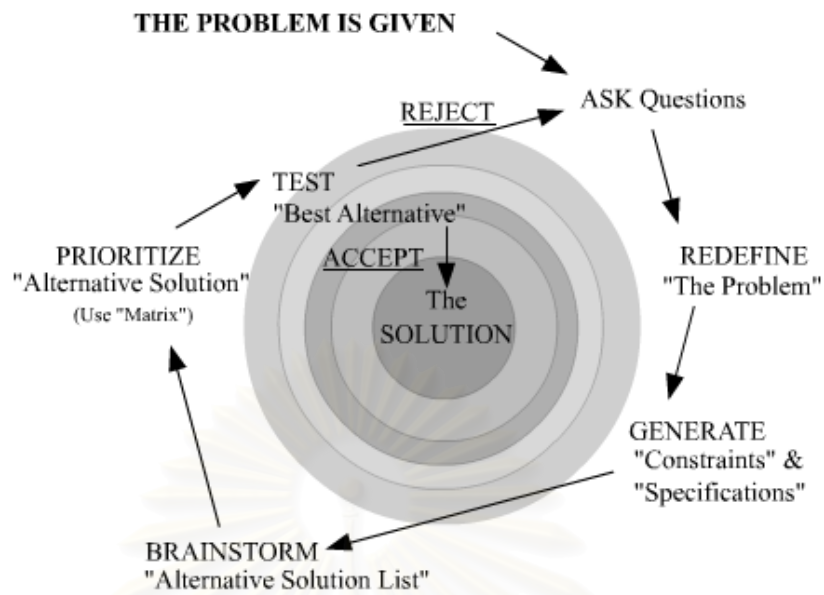 THE PROBLEM IS GIVEN
ASK Questions
REJECT
TEST
"Best Alternative"
PRIORITIZE
"Alternative Solution"
(Use "Matrix")
ACCEPT
REDEFINE
"The Problem"
The
SOLUTION
GENERATE
"Constraints" &
"Specifications"
BRAINSTORM
"Alternative Solution List"